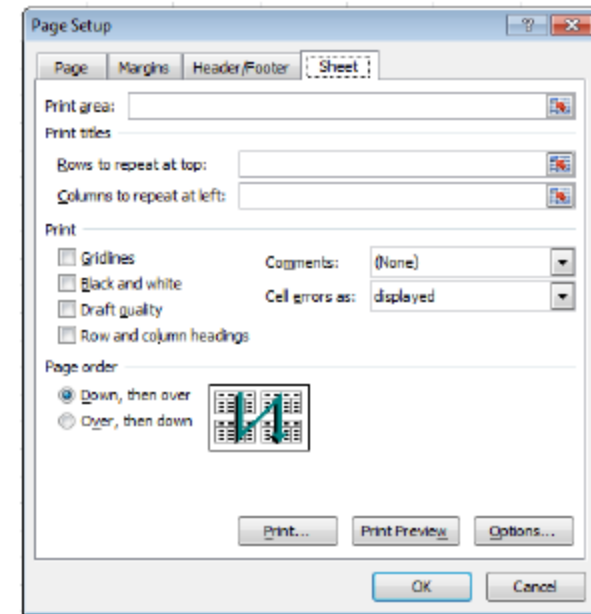 Page Setup
Page Margins Header/Footer Sheet
Print area:
Print titles
Rows to repeat at top:
Columns to repeat at left:
Print
Gridlines
Comments: (None)
Black and white
Cell errors as: displayed
Draft quality
Row and column headings
Page order
Down, then over
Over, then down
Print... Print Preview Options...
OK Cancel